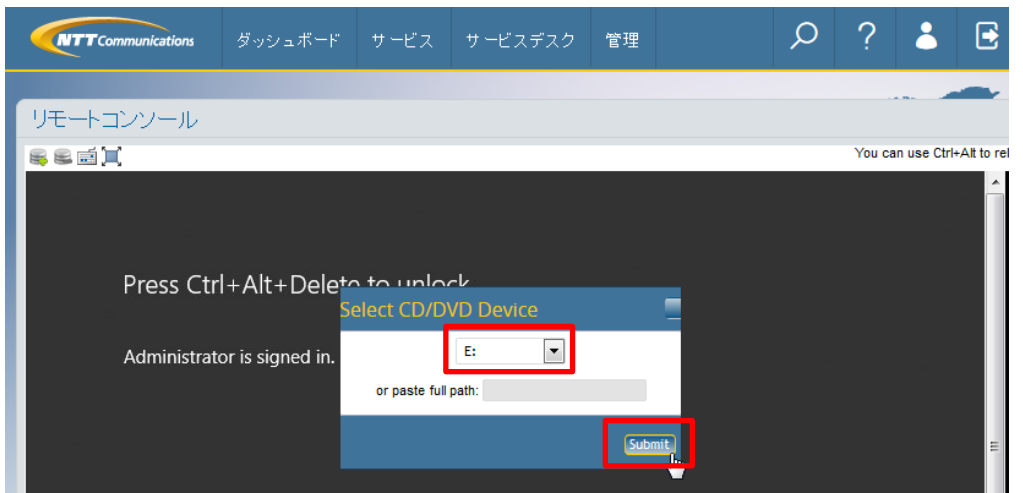 NTT Communications ダッシュボード サービス サービスデスク 管理
リモートコンソール
You can use Ctrl+Alt to rel
Press Ctrl+Alt+Delete to unlock
Select CD/DVD Device
E:
Administrator is signed in.
or paste full path:
Submit